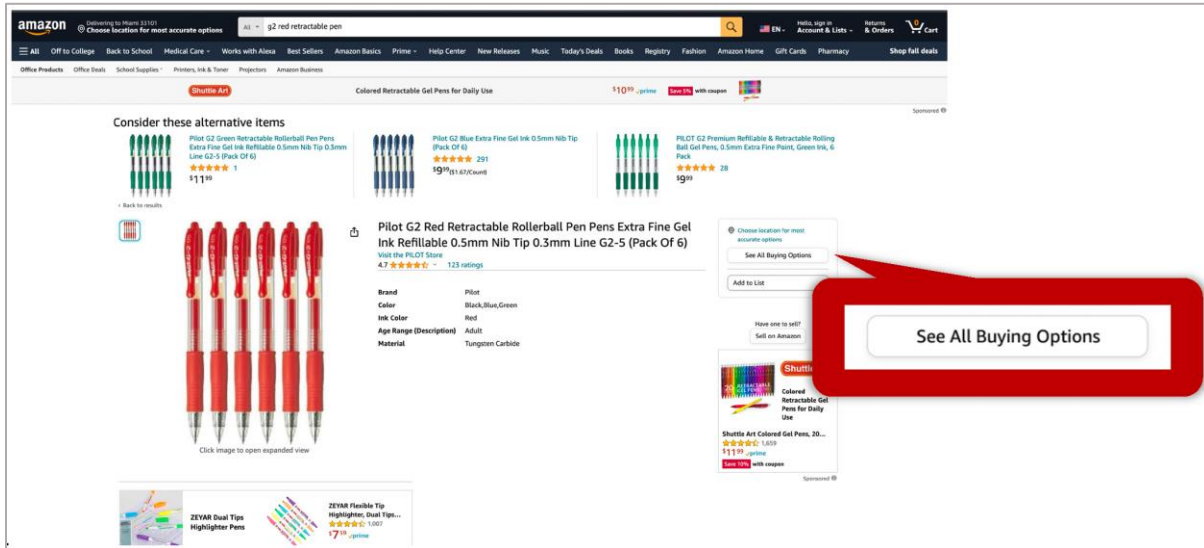 amazon
Delivering to Miami 33101
Choose location for most accurate options
All
g2 red retractable pen
EN
Hello, sign in
Account & Lists
Returns
& Orders
0
Cart
All
Off to College
Back to School
Medical Care
Works with Alexa
Best Sellers
Amazon Basics
Prime
Help Center
New Releases
Music
Today's Deals
Books
Registry
Fashion
Amazon Home
Gift Cards
Pharmacy
Shop fall deals
Office Products
Office Deals
School Supplies
Printers, Ink & Toner
Projectors
Amazon Business
Shuttle Art
Colored Retractable Gel Pens for Daily Use
$10.99 prime
Save 5% with coupon
Sponsored
Consider these alternative items
Pilot G2 Green Retractable Rollerball Pen Pens
Extra Fine Gel Ink Refillable 0.5mm Nib Tip 0.3mm
Line G2-5 (Pack Of 6)
1
$11.99
Pilot G2 Blue Extra Fine Gel Ink 0.5mm Nib Tip
(Pack Of 6)
291
$9.99 ($1.67/Count)
PILOT G2 Premium Refillable & Retractable Rolling
Ball Gel Pens, 0.5mm Extra Fine Point, Green Ink, 6
Pack
28
$9.99
‹ Back to results
Pilot G2 Red Retractable Rollerball Pen Pens Extra Fine Gel
Ink Refillable 0.5mm Nib Tip 0.3mm Line G2-5 (Pack Of 6)
Visit the PILOT Store
4.7
123 ratings
Brand Pilot
Color Black,Blue,Green
Ink Color Red
Age Range (Description) Adult
Material Tungsten Carbide
Click image to open expanded view
Choose location for most
accurate options
See All Buying Options
Add to List
See All Buying Options
Have one to sell?
Sell on Amazon
20 RETRACTABLE
GEL PENS
Shuttle
Colored
Retractable Gel
Pens for Daily
Use
Shuttle Art Colored Gel Pens, 20...
1,659
$11.99 prime
Save 10% with coupon
Sponsored
ZEYAR Dual Tips
Highlighter Pens
ZEYAR Flexible Tip
Highlighter, Dual Tips...
1,007
$7.59 prime